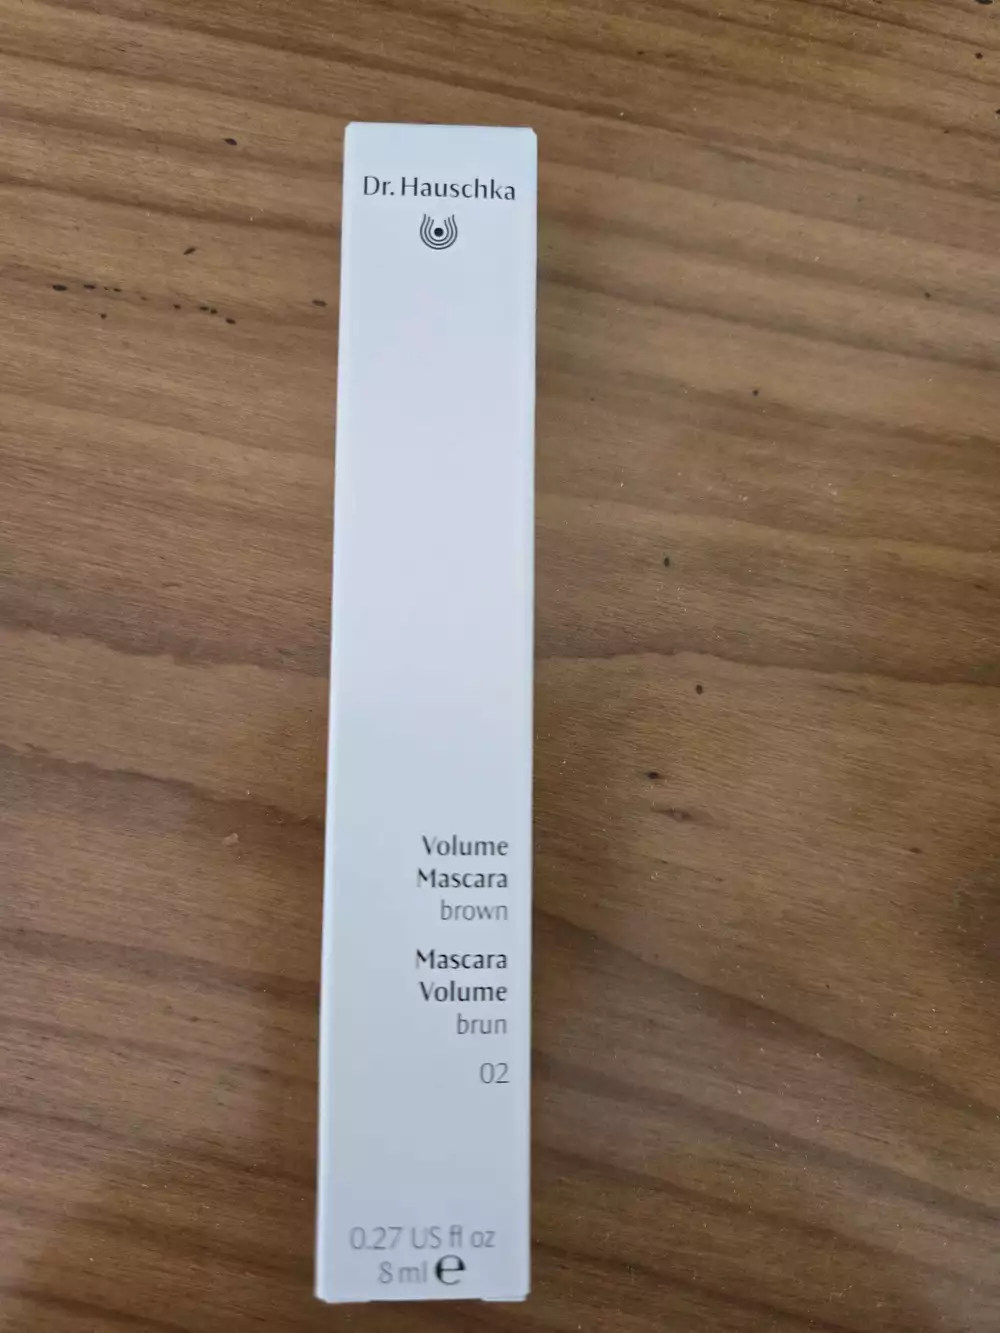 Dr. Hauschka
Volume
Mascara
brown
Mascara
Volume
brun
02
0.27 US fl oz
8 ml ℮